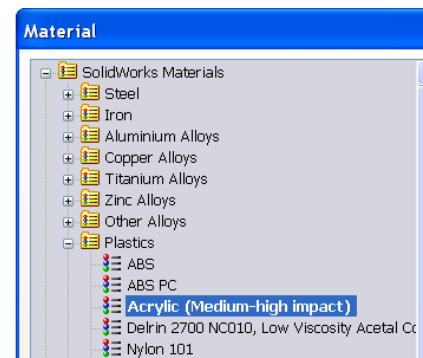 Material
SolidWorks Materials
Steel
Iron
Aluminium Alloys
Copper Alloys
Titanium Alloys
Zinc Alloys
Other Alloys
Plastics
ABS
ABS PC
Acrylic (Medium-high impact)
Delrin 2700 NC010, Low Viscosity Acetal
Nylon 101